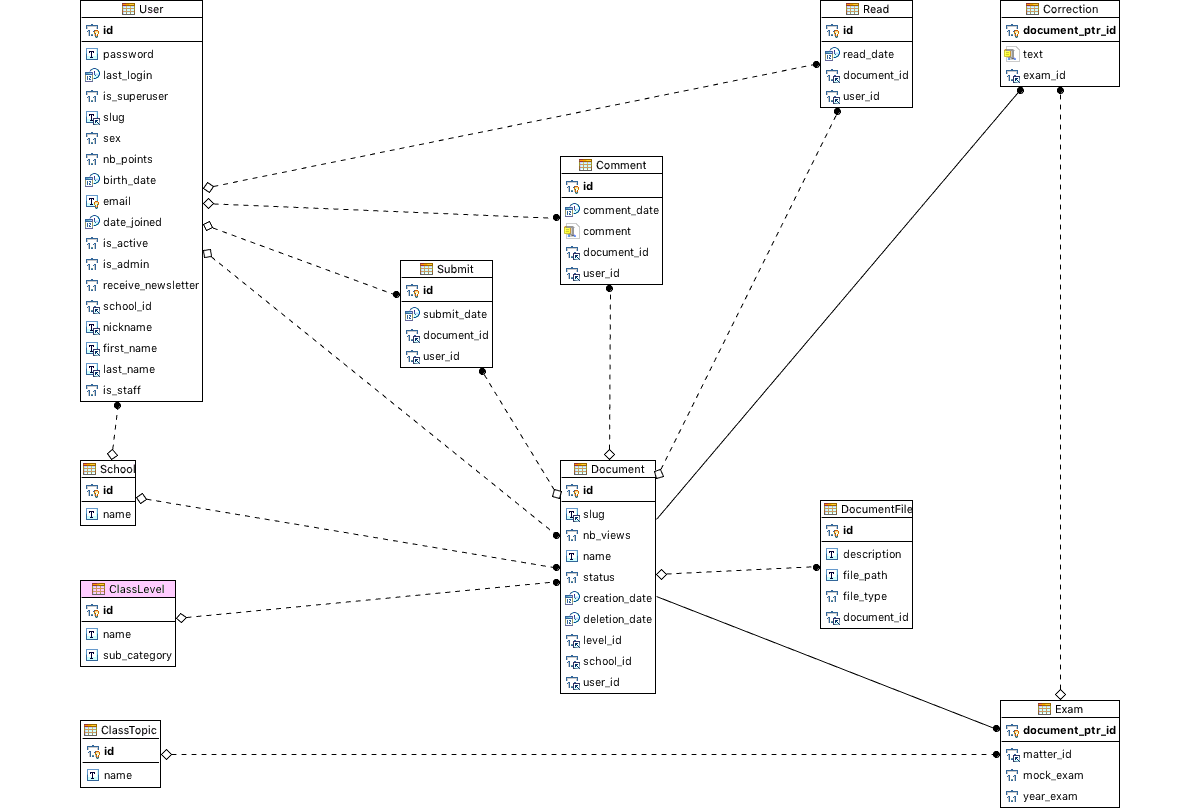 User
id
password
last_login
is_superuser
slug
sex
nb_points
birth_date
email
date_joined
is_active
is_admin
receive_newsletter
school_id
nickname
first_name
last_name
is_staff
Read
id
read_date
document_id
user_id
Correction
document_ptr_id
text
exam_id
Comment
id
comment_date
comment
document_id
user_id
Submit
id
submit_date
document_id
user_id
School
id
name
Document
id
slug
nb_views
name
status
creation_date
deletion_date
level_id
school_id
user_id
DocumentFile
id
description
file_path
file_type
document_id
ClassLevel
id
name
sub_category
ClassTopic
id
name
Exam
document_ptr_id
matter_id
mock_exam
year_exam